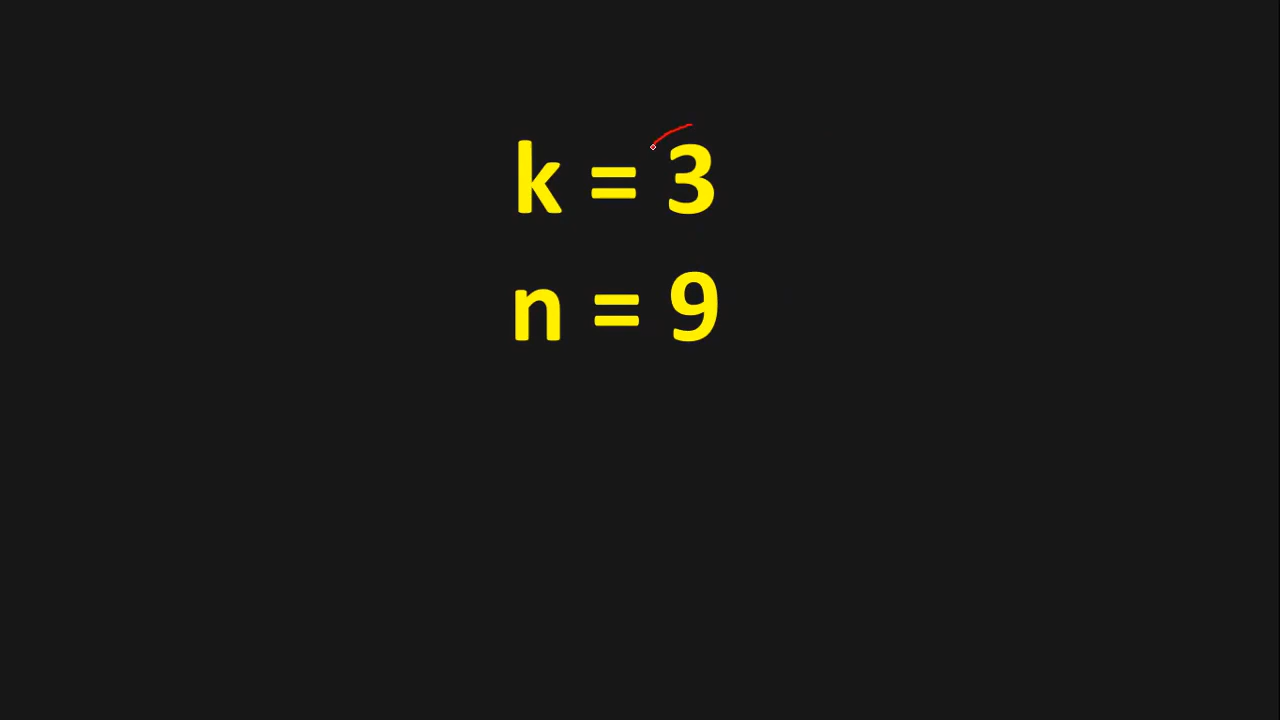 k = 3
n = 9